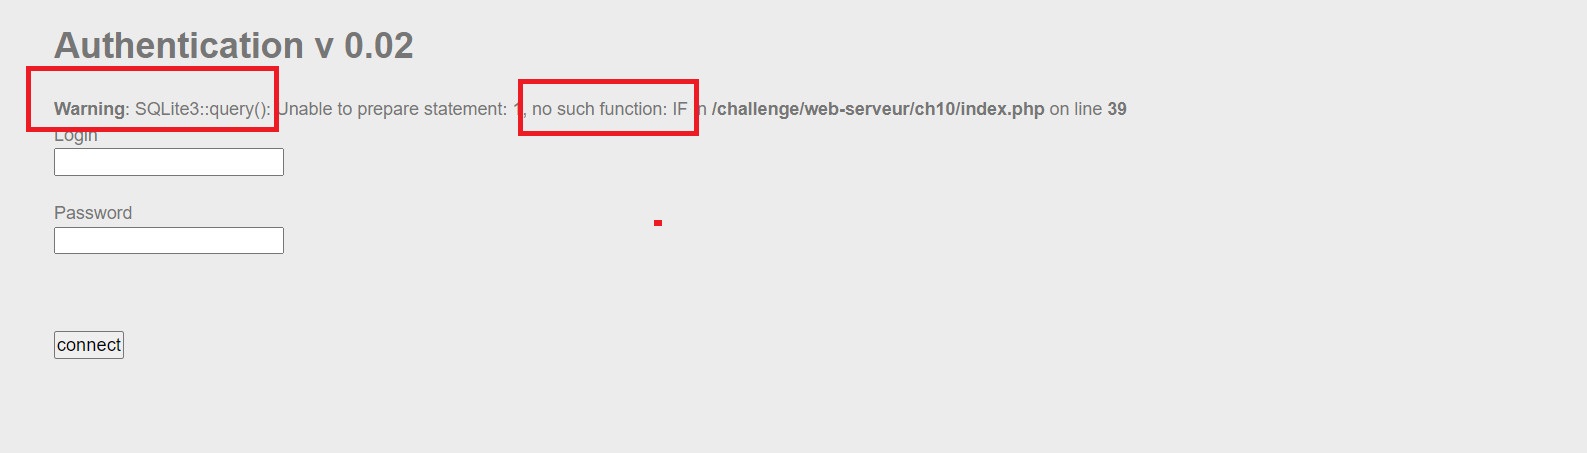 Authentication v 0.02
Warning: SQLite3::query(): Unable to prepare statement: 1, no such function: IF in /challenge/web-serveur/ch10/index.php on line 39
Login
Password
connect